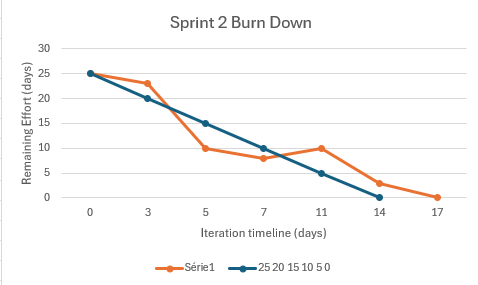 Sprint 2 Burn Down
30
25
20
15
10
5
0
Remaining Effort (days)
0 3 5 7 11 14 17
Iteration timeline (days)
Série1 25 20 15 10 5 0